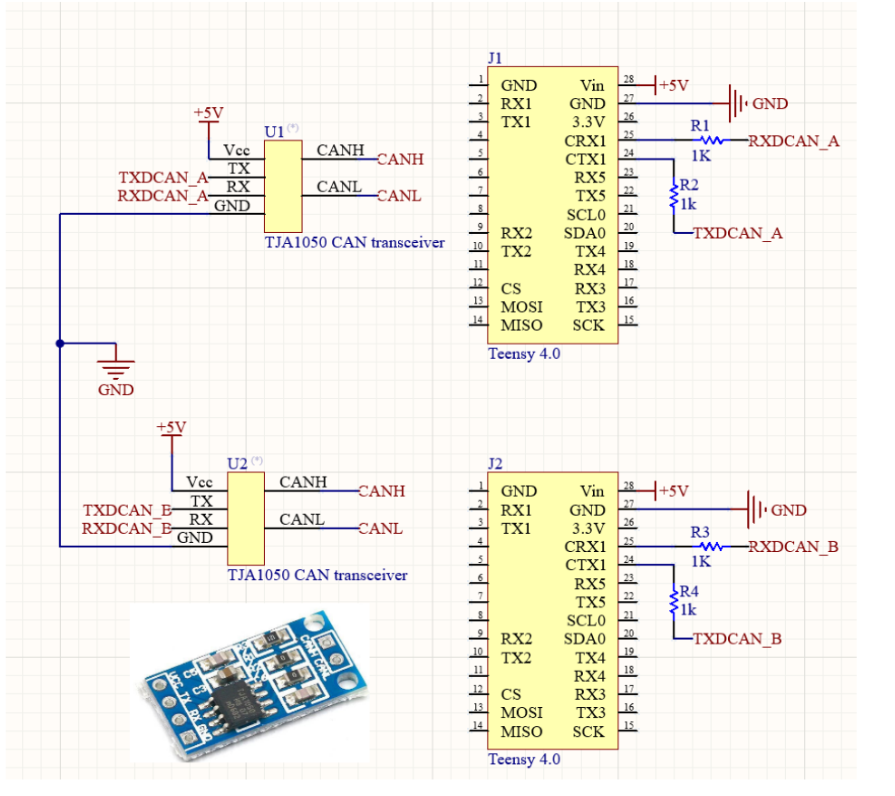 J1
1 GND Vin 28 +5V
2 RX1 GND 27 GND
3 TX1 3.3V 26
4 CRX1 25 R1 1K RXDCAN_A
5 CTX1 24 R2 1k TXDCAN_A
6 RX5 23
7 TX5 22
8 SCL0 21
9 RX2 SDA0 20
10 TX2 TX4 19
11 RX4 18
12 CS RX3 17
13 MOSI TX3 16
14 MISO SCK 15
Teensy 4.0
+5V
U1 (*)
Vcc CANH CANH
TXDCAN_A TX
RXDCAN_A RX CANL CANL
GND
TJA1050 CAN transceiver
GND
+5V
U2 (*)
Vcc CANH CANH
TXDCAN_B TX
RXDCAN_B RX CANL CANL
GND
TJA1050 CAN transceiver
J2
1 GND Vin 28 +5V
2 RX1 GND 27 GND
3 TX1 3.3V 26
4 CRX1 25 R3 1K RXDCAN_B
5 CTX1 24 R4 1k TXDCAN_B
6 RX5 23
7 TX5 22
8 SCL0 21
9 RX2 SDA0 20
10 TX2 TX4 19
11 RX4 18
12 CS RX3 17
13 MOSI TX3 16
14 MISO SCK 15
Teensy 4.0
VCC TX RX GND
CANH CANL